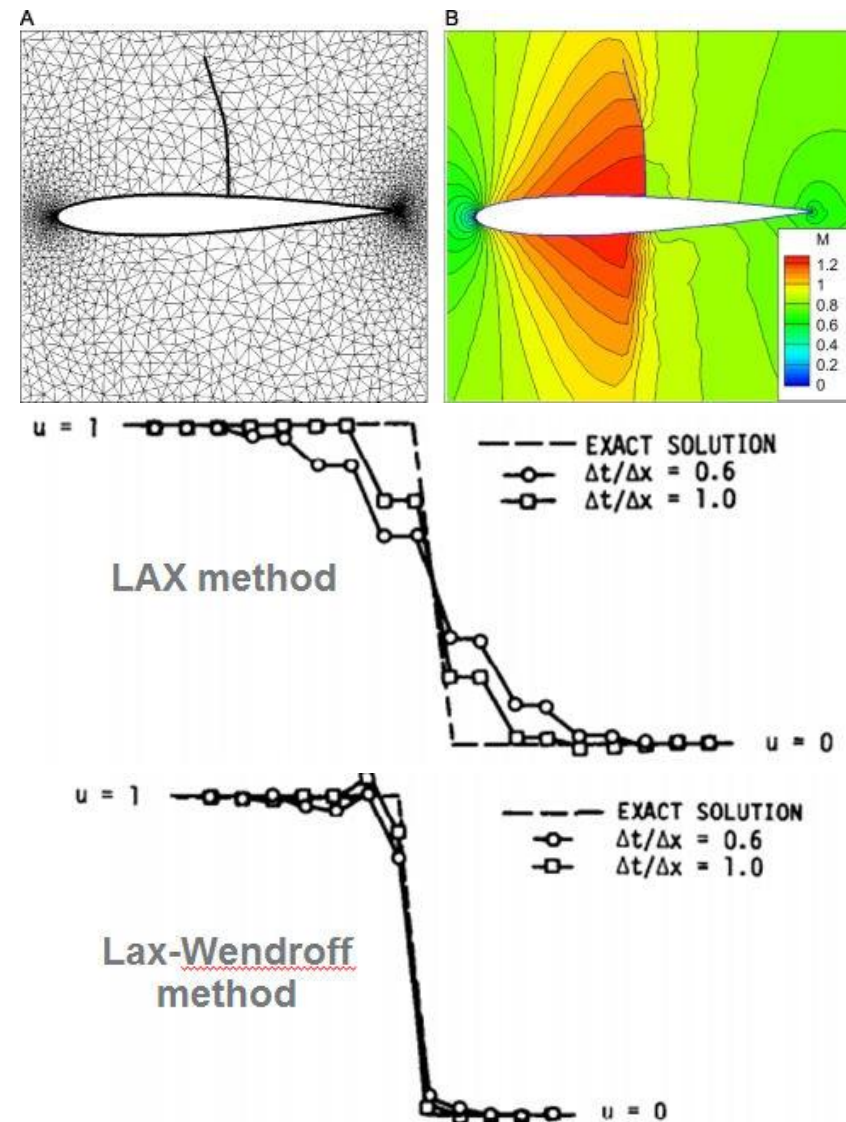 A
B
M
1.2
1
0.8
0.6
0.4
0.2
0
u = 1
EXACT SOLUTION
Δt/Δx = 0.6
Δt/Δx = 1.0
LAX method
u = 0
u = 1
EXACT SOLUTION
Δt/Δx = 0.6
Δt/Δx = 1.0
Lax-Wendroff
method
u = 0